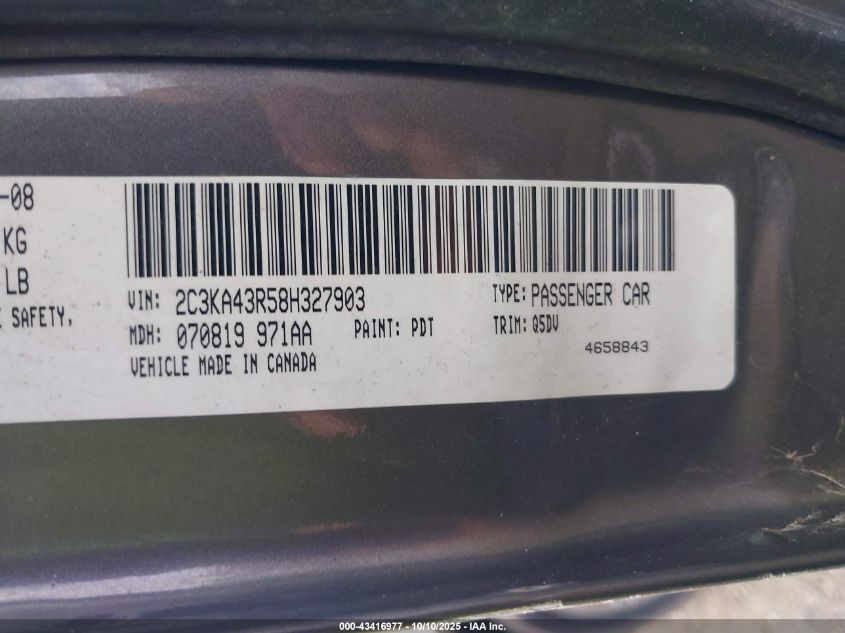 -08
KG
LB
E SAFETY,
VIN: 2C3KA43R58H327903
TYPE: PASSENGER CAR
MDH: 070819 971AA
PAINT: PDT
TRIM: Q5DV
VEHICLE MADE IN CANADA
4658843
000-43416977 - 10/10/2025 - IAA Inc.